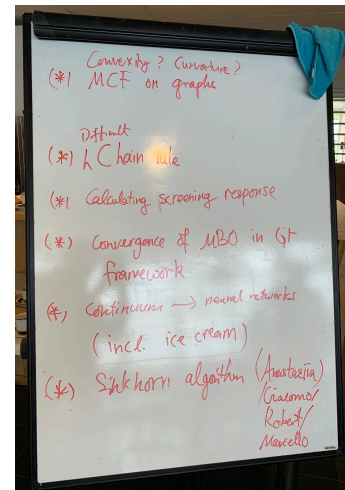 Convexity? Curvature?
(*) MCF on graphs
Difficult
(*) Chain rule
(*) Calculating screening response
(*) Convergence of MBO in GF
framework
(*) Continuum → neural networks
(incl. ice cream)
(*) Sinkhorn algorithm (Anastasiia/
Giacomo/
Robert/
Marcello